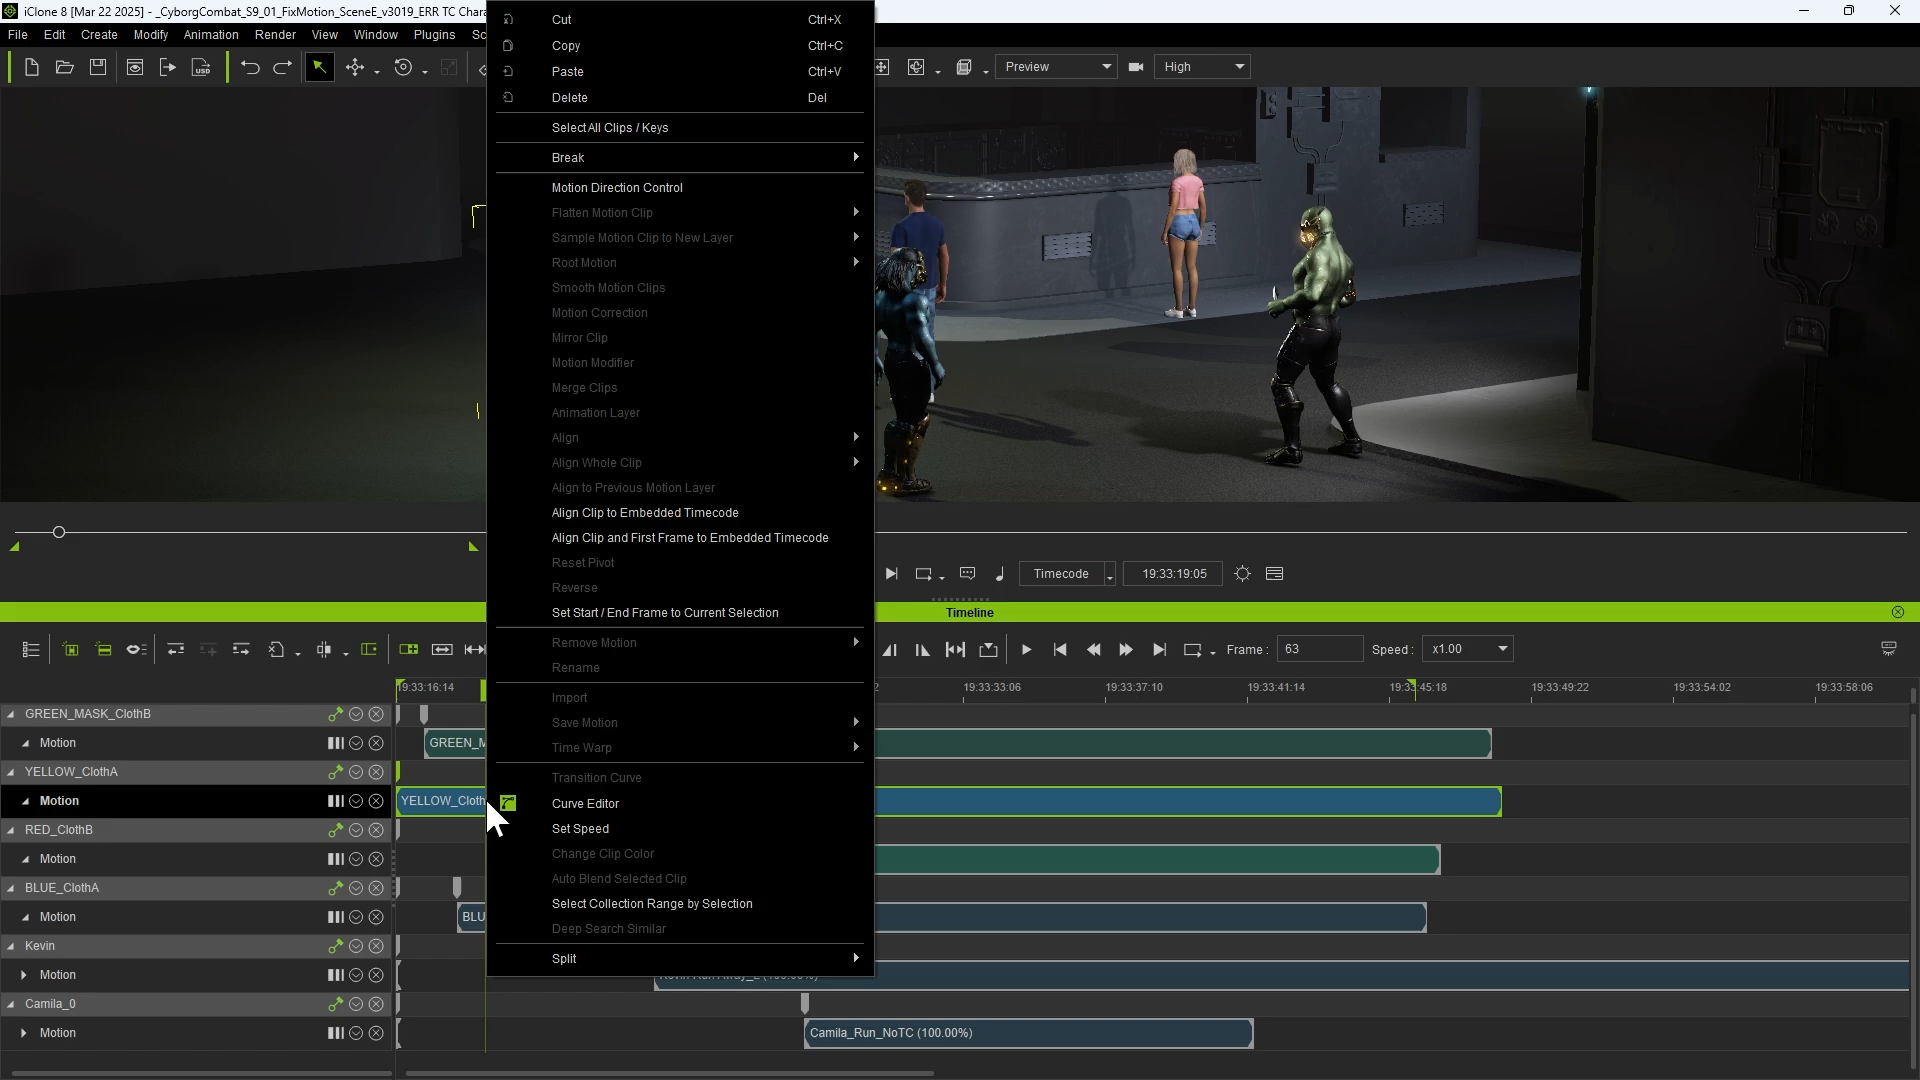 iClone 8 [Mar 22 2025] - _CyborgCombat_S9_01_FixMotion_SceneE_v3019_ERR TC Chara
File Edit Create Modify Animation Render View Window Plugins Sc
USD
Preview High
Cut Ctrl+X
Copy Ctrl+C
Paste Ctrl+V
Delete Del
Select All Clips / Keys
Break
Motion Direction Control
Flatten Motion Clip
Sample Motion Clip to New Layer
Root Motion
Smooth Motion Clips
Motion Correction
Mirror Clip
Motion Modifier
Merge Clips
Animation Layer
Align
Align Whole Clip
Align to Previous Motion Layer
Align Clip to Embedded Timecode
Align Clip and First Frame to Embedded Timecode
Reset Pivot
Reverse
Set Start / End Frame to Current Selection
Remove Motion
Rename
Import
Save Motion
Time Warp
Transition Curve
Curve Editor
Set Speed
Change Clip Color
Auto Blend Selected Clip
Select Collection Range by Selection
Deep Search Similar
Split
Timecode 19:33:19:05
Timeline
Frame : 63 Speed : x1.00
19:33:16:14 2 19:33:33:06 19:33:37:10 19:33:41:14 19:33:45:18 19:33:49:22 19:33:54:02 19:33:58:06
GREEN_MASK_ClothB
Motion GREEN_M
YELLOW_ClothA
Motion YELLOW_Cloth
RED_ClothB
Motion
BLUE_ClothA
Motion BLU
Kevin
Motion
Camila_0
Motion Camila_Run_NoTC (100.00%)